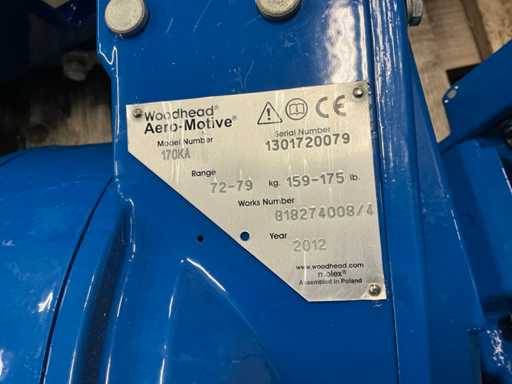 Woodhead®
Aero-Motive®
CE
Model Number
170KA
Serial Number
1301720079
Range
72-79 kg. 159-175 lb.
Works Number
818274008/4
Year
2012
www.woodhead.com
molex®
Assembled in Poland